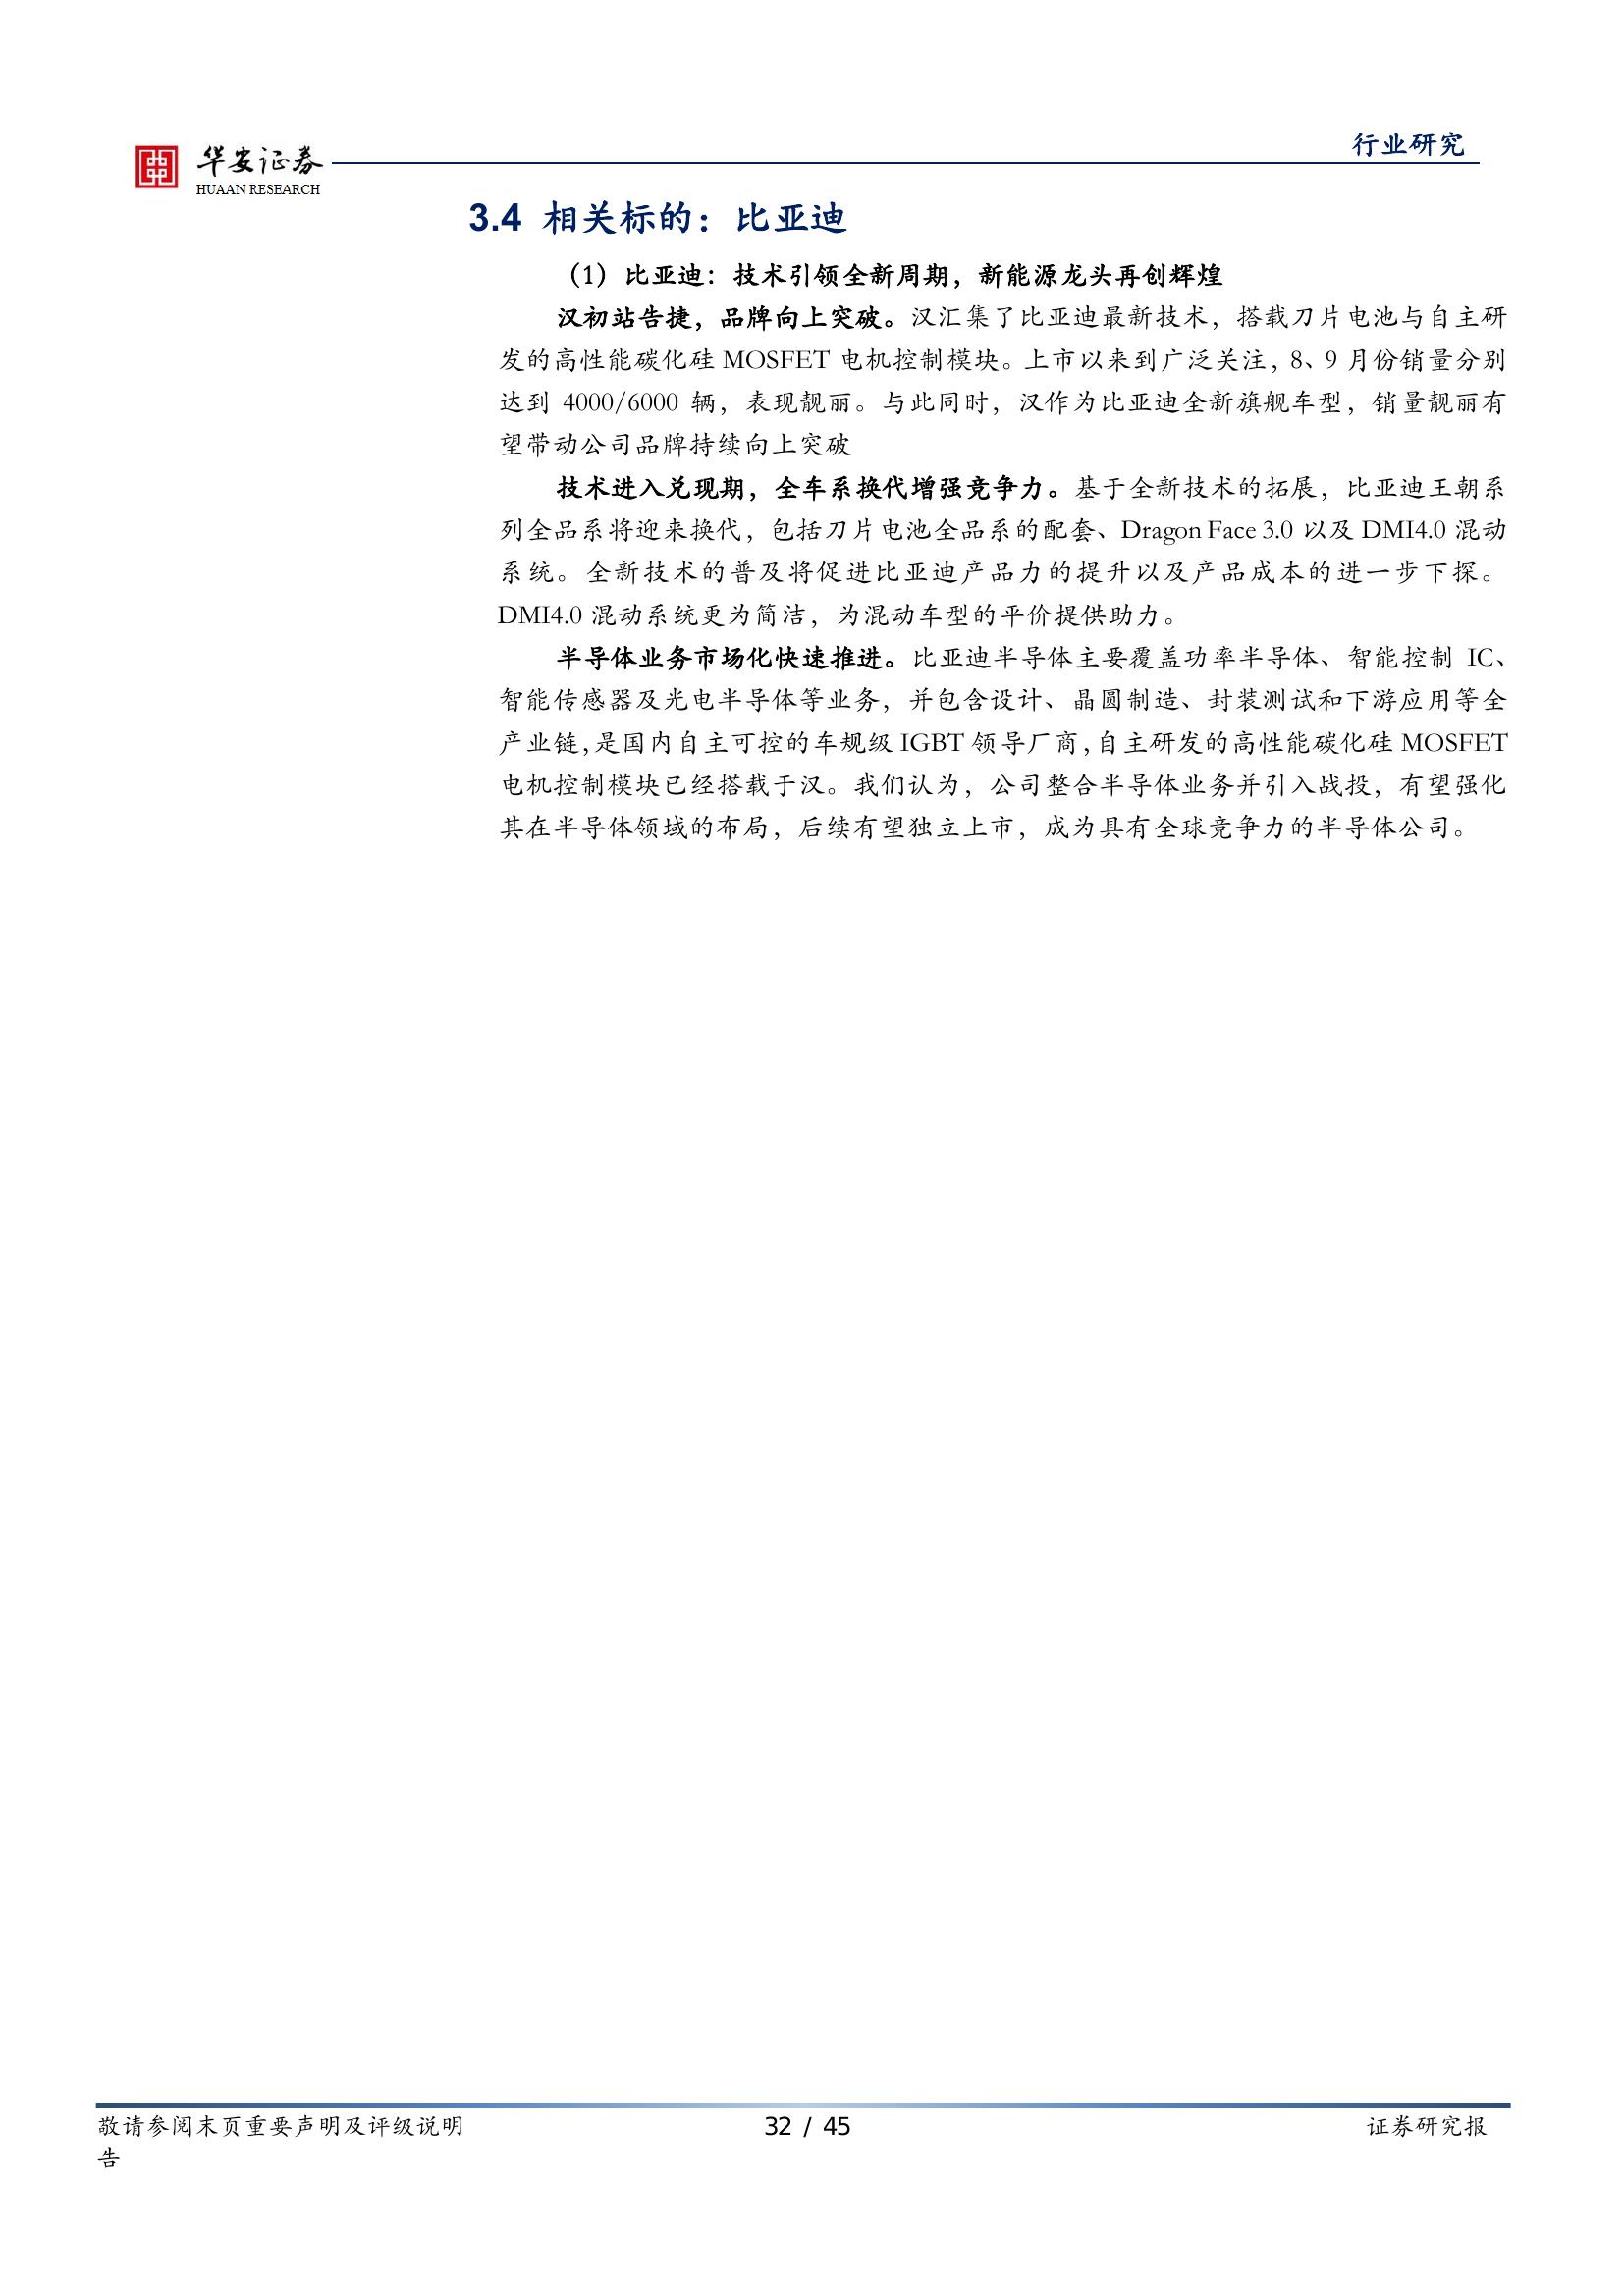 行业研究
华安证券
HUAAN RESEARCH
3.4 相关标的：比亚迪
（1）比亚迪：技术引领全新周期，新能源龙头再创辉煌
汉初站告捷，品牌向上突破。汉汇集了比亚迪最新技术，搭载刀片电池与自主研
发的高性能碳化硅 MOSFET 电机控制模块。上市以来到广泛关注，8、9 月份销量分别
达到 4000/6000 辆，表现靓丽。与此同时，汉作为比亚迪全新旗舰车型，销量靓丽有
望带动公司品牌持续向上突破
技术进入兑现期，全车系换代增强竞争力。基于全新技术的拓展，比亚迪王朝系
列全品系将迎来换代，包括刀片电池全品系的配套、Dragon Face 3.0 以及 DMI4.0 混动
系统。全新技术的普及将促进比亚迪产品力的提升以及产品成本的进一步下探。
DMI4.0 混动系统更为简洁，为混动车型的平价提供助力。
半导体业务市场化快速推进。比亚迪半导体主要覆盖功率半导体、智能控制 IC、
智能传感器及光电半导体等业务，并包含设计、晶圆制造、封装测试和下游应用等全
产业链，是国内自主可控的车规级 IGBT 领导厂商，自主研发的高性能碳化硅 MOSFET
电机控制模块已经搭载于汉。我们认为，公司整合半导体业务并引入战投，有望强化
其在半导体领域的布局，后续有望独立上市，成为具有全球竞争力的半导体公司。
敬请参阅末页重要声明及评级说明 32 / 45 证券研究报
告